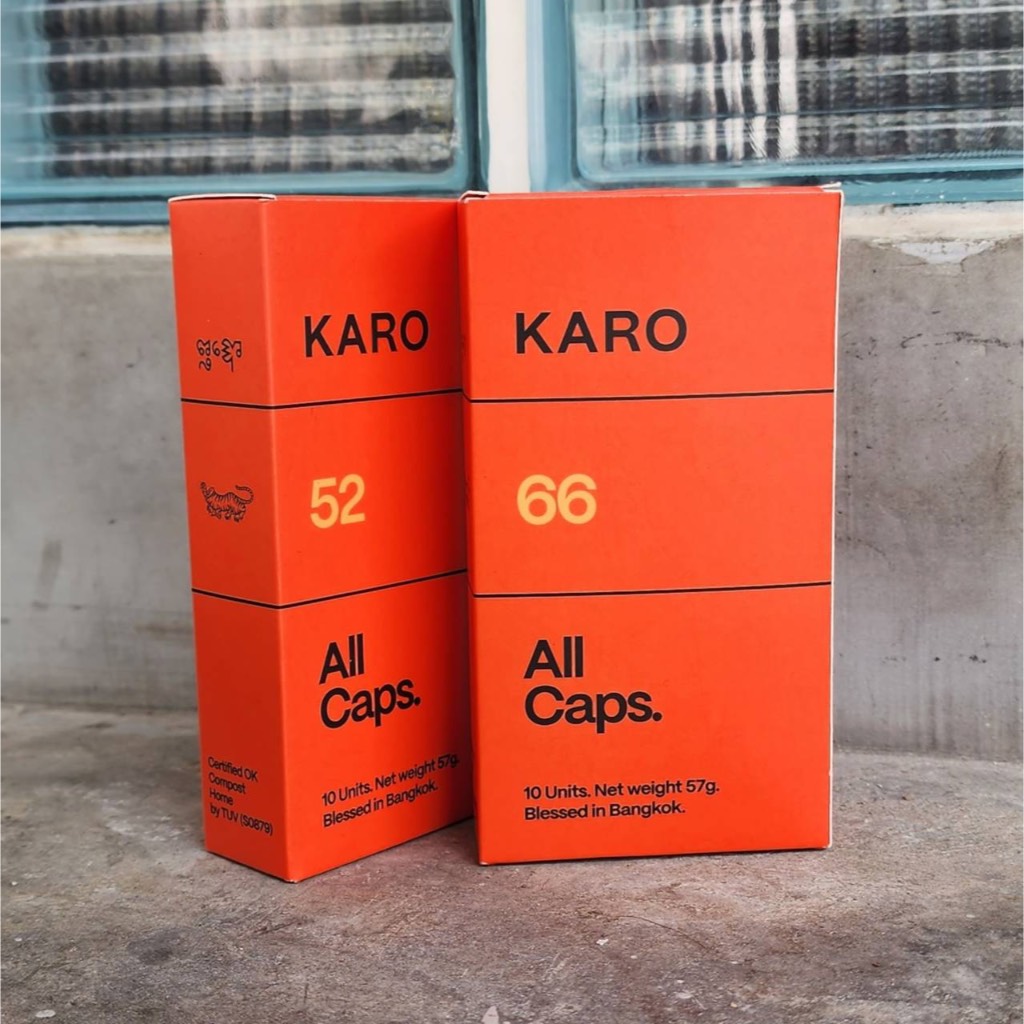 KARO
52
All
Caps.
10 Units. Net weight 57g.
Blessed in Bangkok.
Certified OK
Compost
Home
by TUV (S0879)
KARO
66
All
Caps.
10 Units. Net weight 57g.
Blessed in Bangkok.